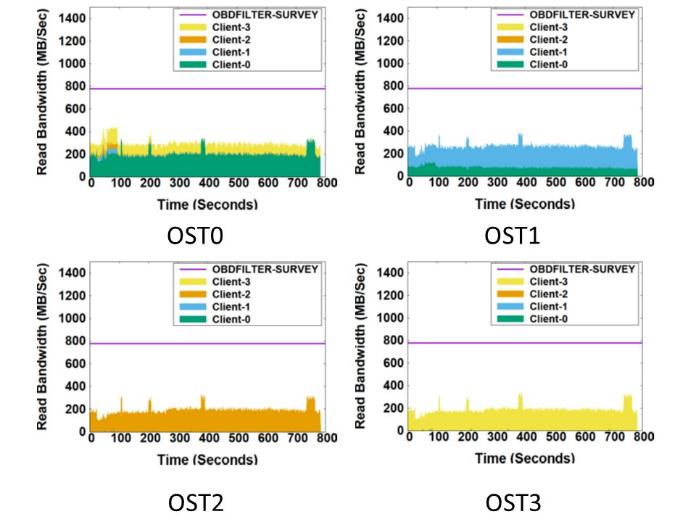 Read Bandwidth (MB/Sec)
1400
1200
1000
800
600
400
200
0
OBDFILTER-SURVEY
Client-3
Client-2
Client-1
Client-0
0 100 200 300 400 500 600 700 800
Time (Seconds)
OST0
Read Bandwidth (MB/Sec)
1400
1200
1000
800
600
400
200
0
OBDFILTER-SURVEY
Client-3
Client-2
Client-1
Client-0
0 100 200 300 400 500 600 700 800
Time (Seconds)
OST1
Read Bandwidth (MB/Sec)
1400
1200
1000
800
600
400
200
0
OBDFILTER-SURVEY
Client-3
Client-2
Client-1
Client-0
0 100 200 300 400 500 600 700 800
Time (Seconds)
OST2
Read Bandwidth (MB/Sec)
1400
1200
1000
800
600
400
200
0
OBDFILTER-SURVEY
Client-3
Client-2
Client-1
Client-0
0 100 200 300 400 500 600 700 800
Time (Seconds)
OST3